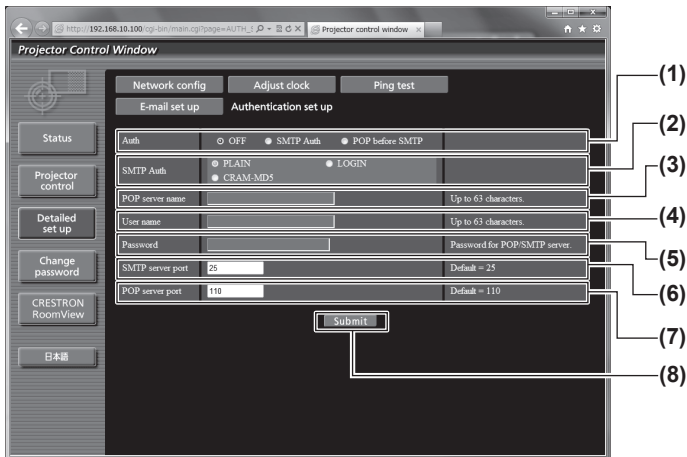 http://192.168.10.100/cgi-bin/main.cgi?page=AUTH_S
Projector control window
Projector Control Window
Network config Adjust clock Ping test
E-mail set up Authentication set up
Status
Projector control
Detailed set up
Change password
CRESTRON RoomView
日本語
Auth OFF SMTP Auth POP before SMTP
SMTP Auth PLAIN LOGIN
CRAM-MD5
POP server name Up to 63 characters.
User name Up to 63 characters.
Password Password for POP/SMTP server.
SMTP server port 25 Default = 25
POP server port 110 Default = 110
Submit
(1)
(2)
(3)
(4)
(5)
(6)
(7)
(8)